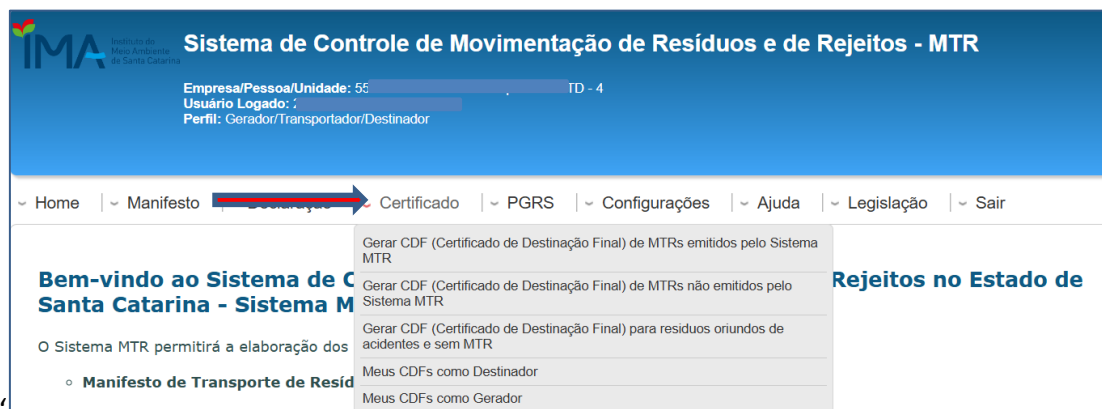 IMA Instituto do
Meio Ambiente
de Santa Catarina
Sistema de Controle de Movimentação de Resíduos e de Rejeitos - MTR
Empresa/Pessoa/Unidade: 55 TD - 4
Usuário Logado: 2
Perfil: Gerador/Transportador/Destinador
Home Manifesto Declaração Certificado PGRS Configurações Ajuda Legislação Sair
Gerar CDF (Certificado de Destinação Final) de MTRs emitidos pelo Sistema
MTR
Gerar CDF (Certificado de Destinação Final) de MTRs não emitidos pelo
Sistema MTR
Gerar CDF (Certificado de Destinação Final) para residuos oriundos de
acidentes e sem MTR
Meus CDFs como Destinador
Meus CDFs como Gerador
Bem-vindo ao Sistema de C Rejeitos no Estado de
Santa Catarina - Sistema M
O Sistema MTR permitirá a elaboração dos
Manifesto de Transporte de Resíd